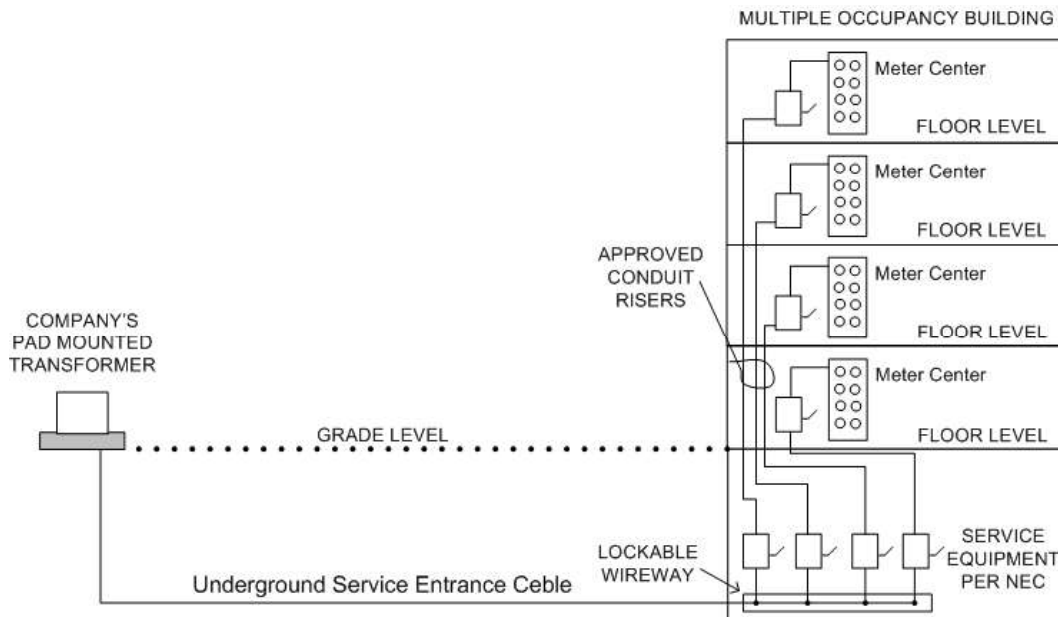 MULTIPLE OCCUPANCY BUILDING
Meter Center
FLOOR LEVEL
Meter Center
FLOOR LEVEL
APPROVED
CONDUIT
RISERS
Meter Center
FLOOR LEVEL
COMPANY'S
PAD MOUNTED
TRANSFORMER
Meter Center
FLOOR LEVEL
GRADE LEVEL
LOCKABLE
WIREWAY
SERVICE
EQUIPMENT
PER NEC
Underground Service Entrance Ceble